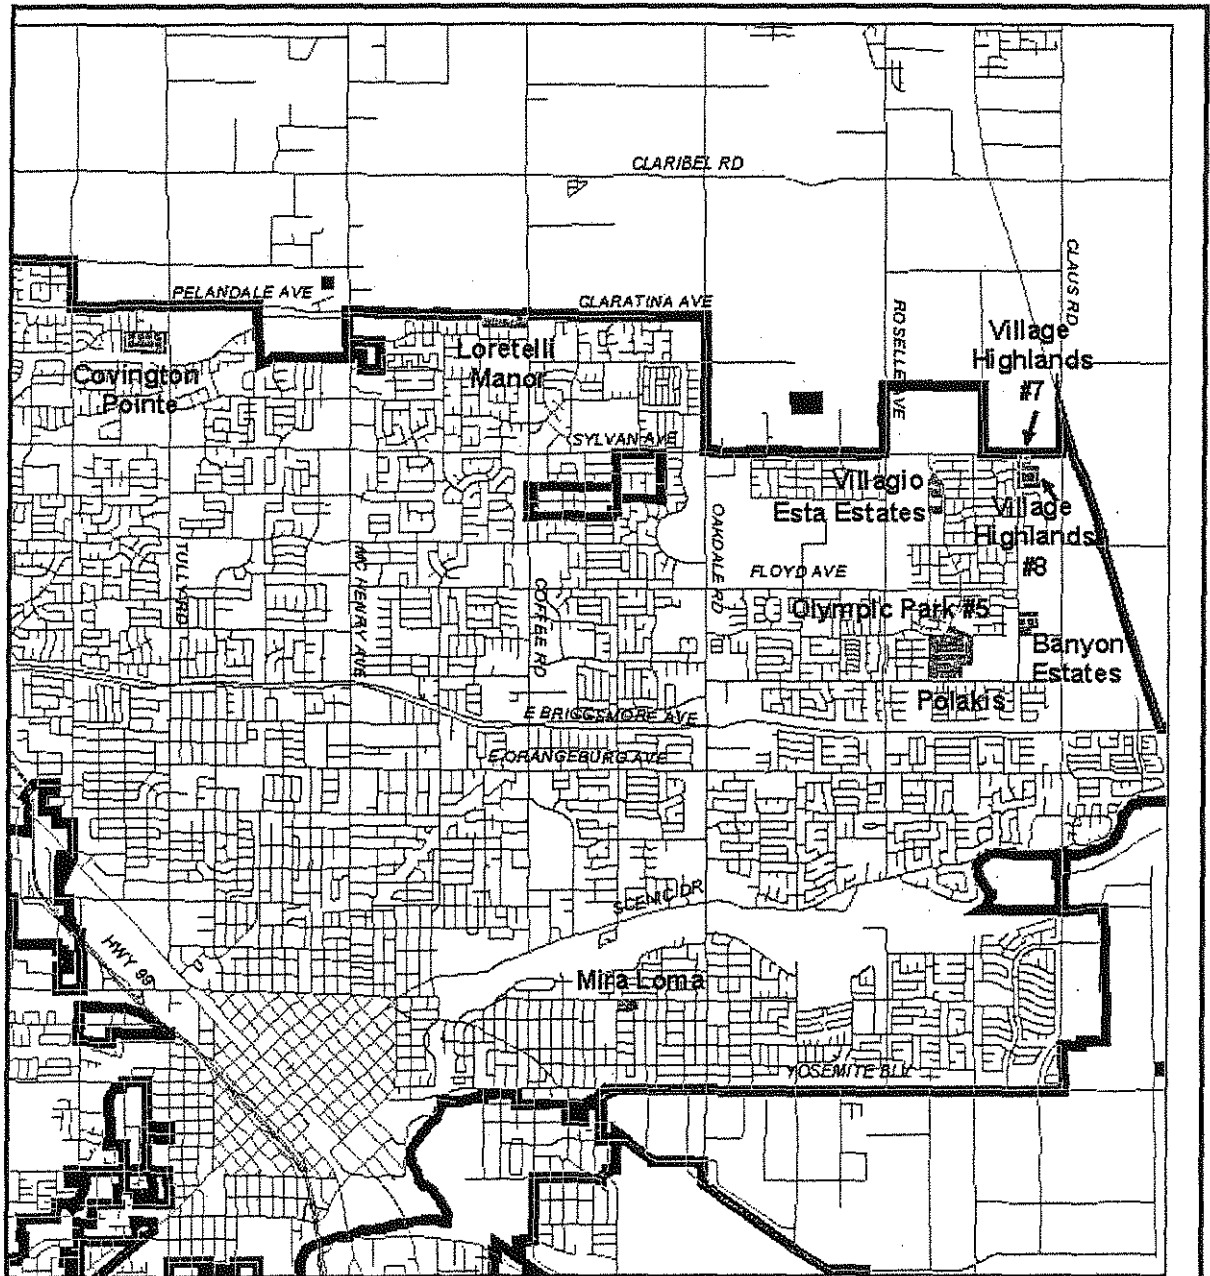 CLARIBEL RD
CLAUS RD
PELANDALE AVE
CLARATINA AVE
ROSELLE AVE
Village
Highlands
#7
Loretelli
Manor
Covington
Pointe
SYLVAN AVE
Villagio
Esta Estates
Village
Highlands
#8
OAKDALE RD
TULLY RD
MC HENRY AVE
COFFEE RD
FLOYD AVE
Olympic Park #5
Banyon
Estates
Polakis
E BRIGGSMORE AVE
E ORANGEBURG AVE
SCENIC DR
HWY 99
Mira Loma
YOSEMITE BLV